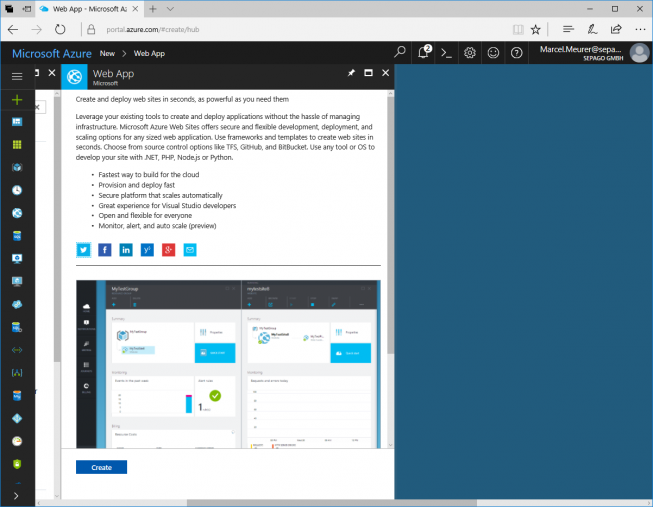 Web App - Microsoft Az
portal.azure.com/#create/hub
Microsoft Azure New > Web App
2
Marcel.Meurer@sepa...
SEPAGO GMBH
Web App
Microsoft
Create and deploy web sites in seconds, as powerful as you need them
Leverage your existing tools to create and deploy applications without the hassle of managing
infrastructure. Microsoft Azure Web Sites offers secure and flexible development, deployment, and
scaling options for any sized web application. Use frameworks and templates to create web sites in
seconds. Choose from source control options like TFS, GitHub, and BitBucket. Use any tool or OS to
develop your site with .NET, PHP, Node.js or Python.
• Fastest way to build for the cloud
• Provision and deploy fast
• Secure platform that scales automatically
• Great experience for Visual Studio developers
• Open and flexible for everyone
• Monitor, alert, and auto scale (preview)
MyTestGroup
Summary
Summary
Monitoring
Monitoring
1
Billing
Create